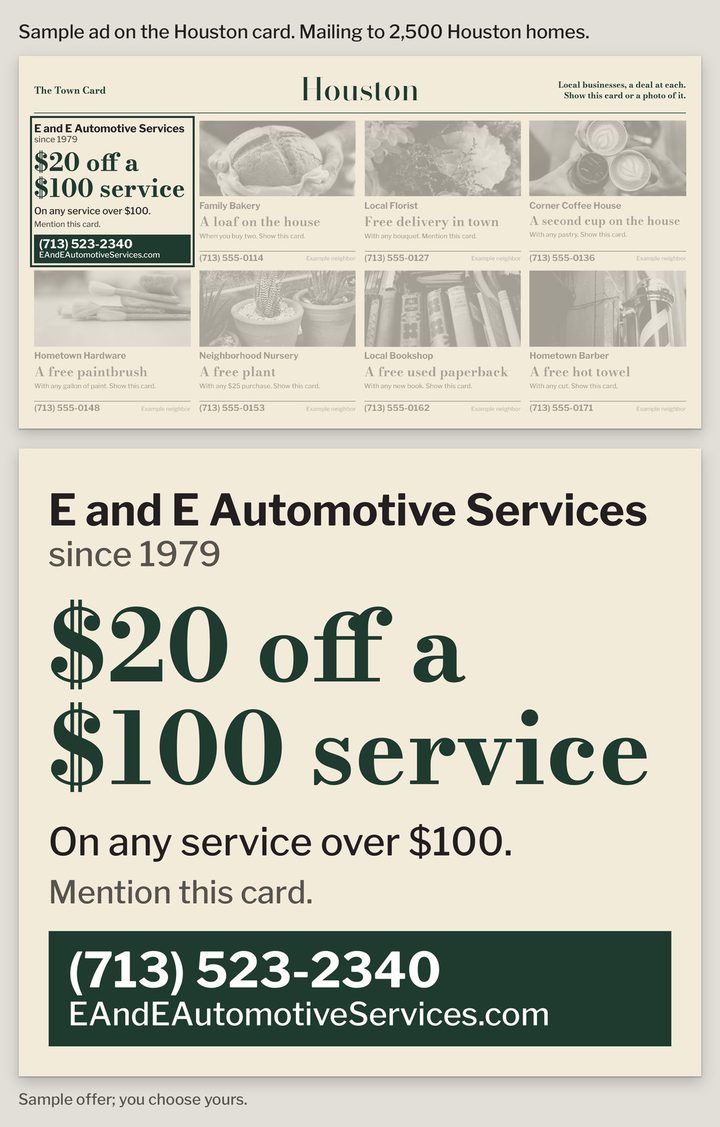 Sample ad on the Houston card. Mailing to 2,500 Houston homes.
The Town Card
Houston
Local businesses, a deal at each.
Show this card or a photo of it.
E and E Automotive Services
since 1979
$20 off a
$100 service
On any service over $100.
Mention this card.
(713) 523-2340
EAndEAutomotiveServices.com
Family Bakery
A loaf on the house
When you buy two. Show this card.
(713) 555-0114
Example neighbor
Local Florist
Free delivery in town
With any bouquet. Mention this card.
(713) 555-0127
Example neighbor
Corner Coffee House
A second cup on the house
With any pastry. Show this card.
(713) 555-0136
Example neighbor
Hometown Hardware
A free paintbrush
With any gallon of paint. Show this card.
(713) 555-0148
Example neighbor
Neighborhood Nursery
A free plant
With any $25 purchase. Show this card.
(713) 555-0153
Example neighbor
Local Bookshop
A free used paperback
With any new book. Show this card.
(713) 555-0162
Example neighbor
Hometown Barber
A free hot towel
With any cut. Show this card.
(713) 555-0171
Example neighbor
E and E Automotive Services
since 1979
$20 off a
$100 service
On any service over $100.
Mention this card.
(713) 523-2340
EAndEAutomotiveServices.com
Sample offer; you choose yours.